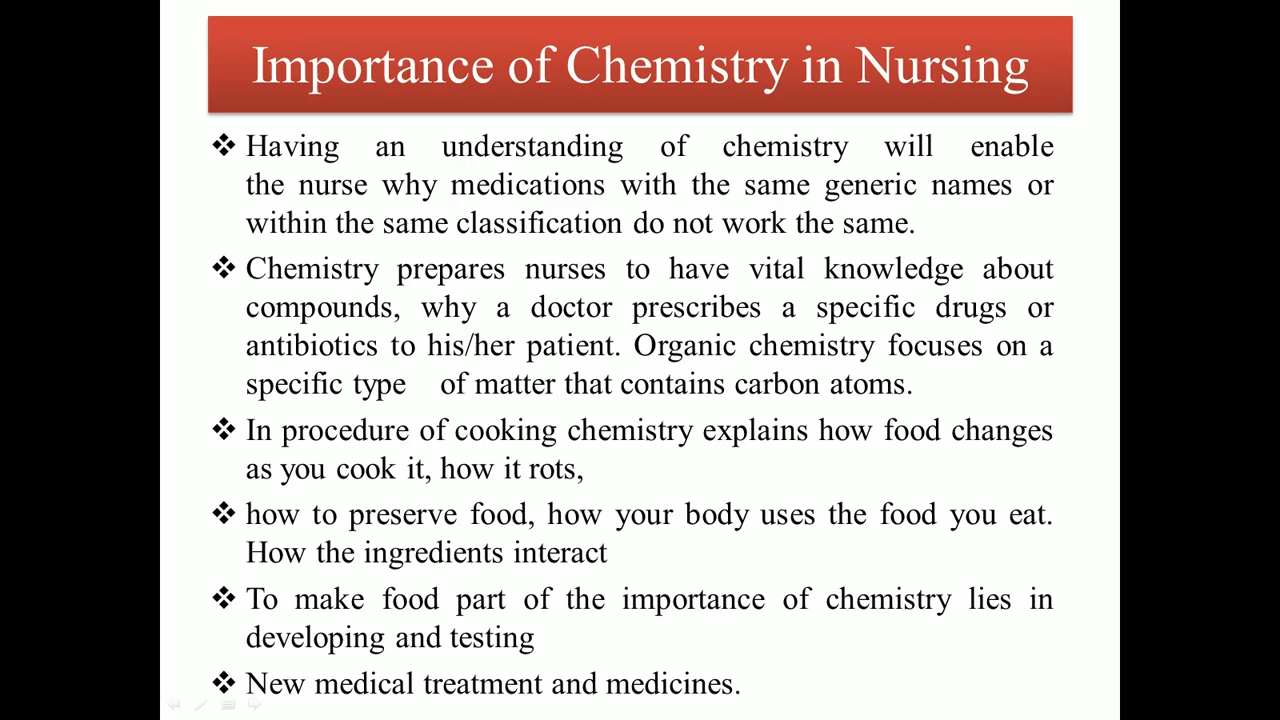 Importance of Chemistry in Nursing
❖ Having an understanding of chemistry will enable
the nurse why medications with the same generic names or
within the same classification do not work the same.
❖ Chemistry prepares nurses to have vital knowledge about
compounds, why a doctor prescribes a specific drugs or
antibiotics to his/her patient. Organic chemistry focuses on a
specific type of matter that contains carbon atoms.
❖ In procedure of cooking chemistry explains how food changes
as you cook it, how it rots,
❖ how to preserve food, how your body uses the food you eat.
How the ingredients interact
❖ To make food part of the importance of chemistry lies in
developing and testing
❖ New medical treatment and medicines.